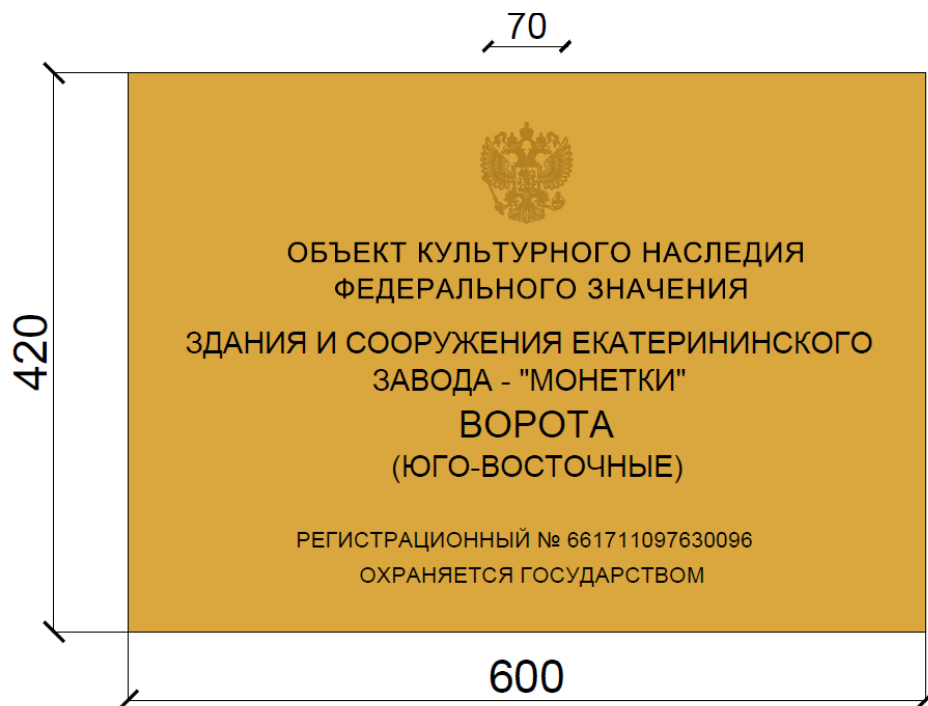 70
ОБЪЕКТ КУЛЬТУРНОГО НАСЛЕДИЯ
ФЕДЕРАЛЬНОГО ЗНАЧЕНИЯ
ЗДАНИЯ И СООРУЖЕНИЯ ЕКАТЕРИНИНСКОГО
ЗАВОДА - "МОНЕТКИ"
ВОРОТА
(ЮГО-ВОСТОЧНЫЕ)
РЕГИСТРАЦИОННЫЙ № 661711097630096
ОХРАНЯЕТСЯ ГОСУДАРСТВОМ
420
600